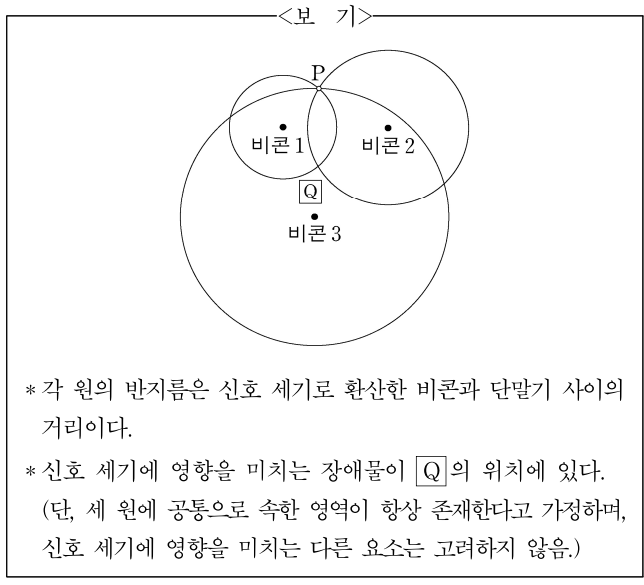 <보 기>
P
비콘 1
비콘 2
Q
비콘 3
* 각 원의 반지름은 신호 세기로 환산한 비콘과 단말기 사이의
거리이다.
* 신호 세기에 영향을 미치는 장애물이 Q 의 위치에 있다.
(단, 세 원에 공통으로 속한 영역이 항상 존재한다고 가정하며,
신호 세기에 영향을 미치는 다른 요소는 고려하지 않음.)